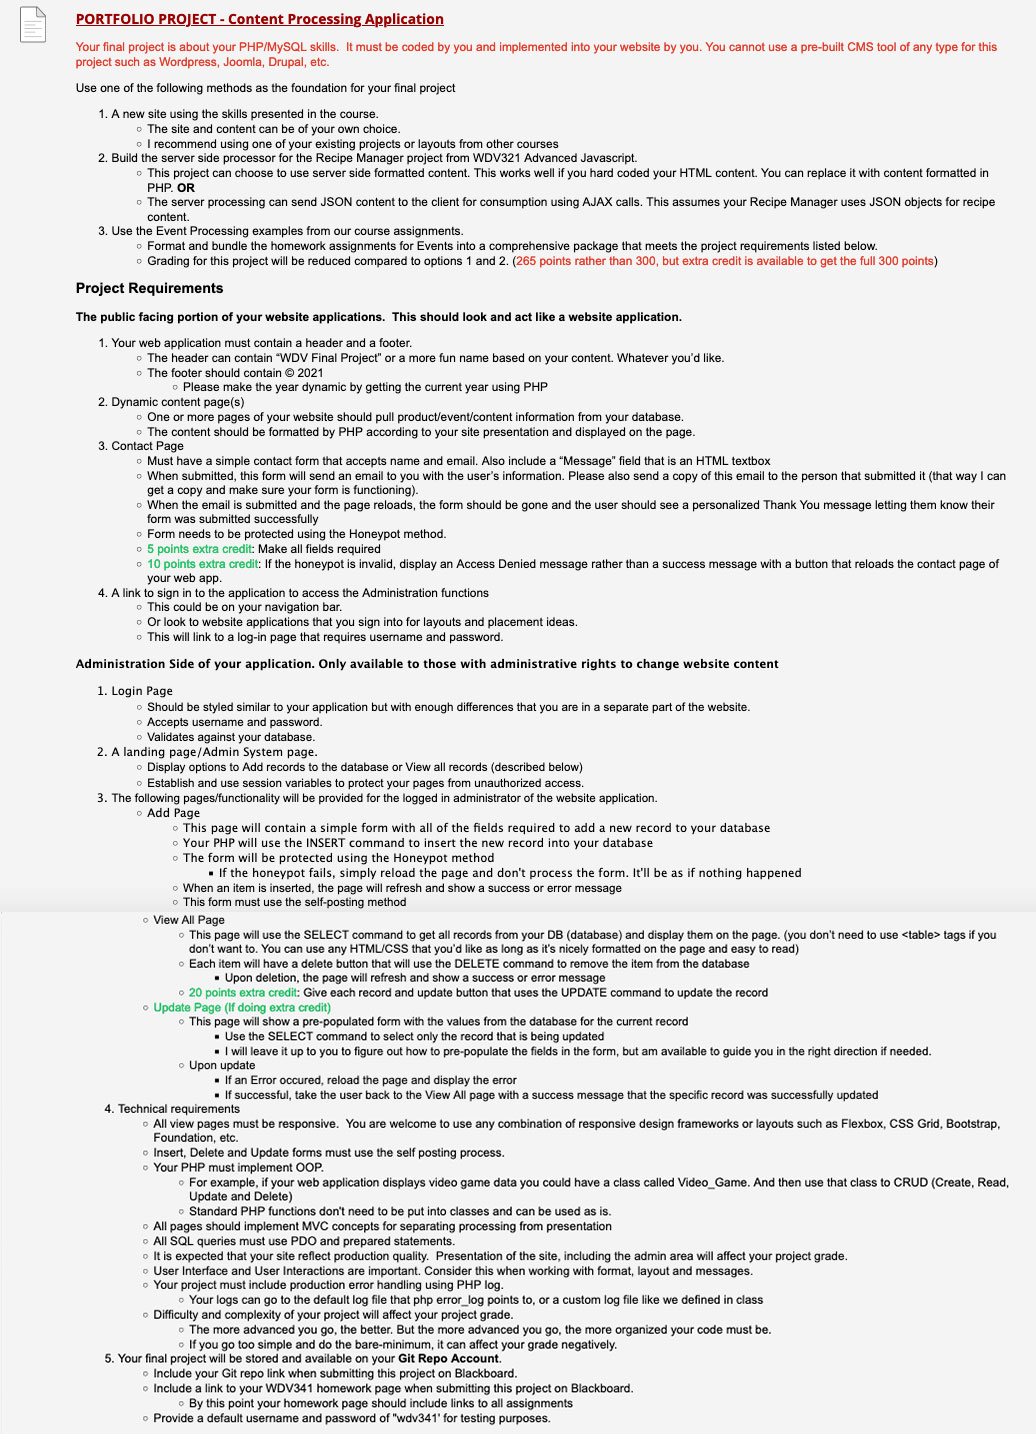 PORTFOLIO PROJECT - Content Processing Application
Your final project is about your PHP/MySQL skills.  It must be coded by you and implemented into your website by you. You cannot use a pre-built CMS tool of any type for this
project such as Wordpress, Joomla, Drupal, etc.
Use one of the following methods as the foundation for your final project
1. A new site using the skills presented in the course.
◦ The site and content can be of your own choice.
◦ I recommend using one of your existing projects or layouts from other courses
2. Build the server side processor for the Recipe Manager project from WDV321 Advanced Javascript.
◦ This project can choose to use server side formatted content. This works well if you hard coded your HTML content. You can replace it with content formatted in
PHP. OR
◦ The server processing can send JSON content to the client for consumption using AJAX calls. This assumes your Recipe Manager uses JSON objects for recipe
content.
3. Use the Event Processing examples from our course assignments.
◦ Format and bundle the homework assignments for Events into a comprehensive package that meets the project requirements listed below.
◦ Grading for this project will be reduced compared to options 1 and 2. (265 points rather than 300, but extra credit is available to get the full 300 points)
Project Requirements
The public facing portion of your website applications.  This should look and act like a website application.
1. Your web application must contain a header and a footer.
◦ The header can contain “WDV Final Project” or a more fun name based on your content. Whatever you’d like.
◦ The footer should contain © 2021
◦ Please make the year dynamic by getting the current year using PHP
2. Dynamic content page(s)
◦ One or more pages of your website should pull product/event/content information from your database.
◦ The content should be formatted by PHP according to your site presentation and displayed on the page.
3. Contact Page
◦ Must have a simple contact form that accepts name and email. Also include a “Message” field that is an HTML textbox
◦ When submitted, this form will send an email to you with the user’s information. Please also send a copy of this email to the person that submitted it (that way I can
get a copy and make sure your form is functioning).
◦ When the email is submitted and the page reloads, the form should be gone and the user should see a personalized Thank You message letting them know their
form was submitted successfully
◦ Form needs to be protected using the Honeypot method.
◦ 5 points extra credit: Make all fields required
◦ 10 points extra credit: If the honeypot is invalid, display an Access Denied message rather than a success message with a button that reloads the contact page of
your web app.
4. A link to sign in to the application to access the Administration functions
◦ This could be on your navigation bar.
◦ Or look to website applications that you sign into for layouts and placement ideas.
◦ This will link to a log-in page that requires username and password.
Administration Side of your application. Only available to those with administrative rights to change website content
1. Login Page
◦ Should be styled similar to your application but with enough differences that you are in a separate part of the website.
◦ Accepts username and password.
◦ Validates against your database.
2. A landing page/Admin System page.
◦ Display options to Add records to the database or View all records (described below)
◦ Establish and use session variables to protect your pages from unauthorized access.
3. The following pages/functionality will be provided for the logged in administrator of the website application.
◦ Add Page
◦ This page will contain a simple form with all of the fields required to add a new record to your database
◦ Your PHP will use the INSERT command to insert the new record into your database
◦ The form will be protected using the Honeypot method
▪ If the honeypot fails, simply reload the page and don't process the form. It'll be as if nothing happened
◦ When an item is inserted, the page will refresh and show a success or error message
◦ This form must use the self-posting method
◦ View All Page
◦ This page will use the SELECT command to get all records from your DB (database) and display them on the page. (you don’t need to use <table> tags if you
don’t want to. You can use any HTML/CSS that you’d like as long as it’s nicely formatted on the page and easy to read)
◦ Each item will have a delete button that will use the DELETE command to remove the item from the database
▪ Upon deletion, the page will refresh and show a success or error message
◦ 20 points extra credit: Give each record and update button that uses the UPDATE command to update the record
◦ Update Page (If doing extra credit)
◦ This page will show a pre-populated form with the values from the database for the current record
▪ Use the SELECT command to select only the record that is being updated
▪ I will leave it up to you to figure out how to pre-populate the fields in the form, but am available to guide you in the right direction if needed.
◦ Upon update
▪ If an Error occured, reload the page and display the error
▪ If successful, take the user back to the View All page with a success message that the specific record was successfully updated
4. Technical requirements
◦ All view pages must be responsive.  You are welcome to use any combination of responsive design frameworks or layouts such as Flexbox, CSS Grid, Bootstrap,
Foundation, etc.
◦ Insert, Delete and Update forms must use the self posting process.
◦ Your PHP must implement OOP.
◦ For example, if your web application displays video game data you could have a class called Video_Game. And then use that class to CRUD (Create, Read,
Update and Delete)
◦ Standard PHP functions don't need to be put into classes and can be used as is.
◦ All pages should implement MVC concepts for separating processing from presentation
◦ All SQL queries must use PDO and prepared statements.
◦ It is expected that your site reflect production quality.  Presentation of the site, including the admin area will affect your project grade.
◦ User Interface and User Interactions are important. Consider this when working with format, layout and messages.
◦ Your project must include production error handling using PHP log.
◦ Your logs can go to the default log file that php error_log points to, or a custom log file like we defined in class
◦ Difficulty and complexity of your project will affect your project grade.
◦ The more advanced you go, the better. But the more advanced you go, the more organized your code must be.
◦ If you go too simple and do the bare-minimum, it can affect your grade negatively.
5. Your final project will be stored and available on your Git Repo Account.
◦ Include your Git repo link when submitting this project on Blackboard.
◦ Include a link to your WDV341 homework page when submitting this project on Blackboard.
◦ By this point your homework page should include links to all assignments
◦ Provide a default username and password of "wdv341' for testing purposes.